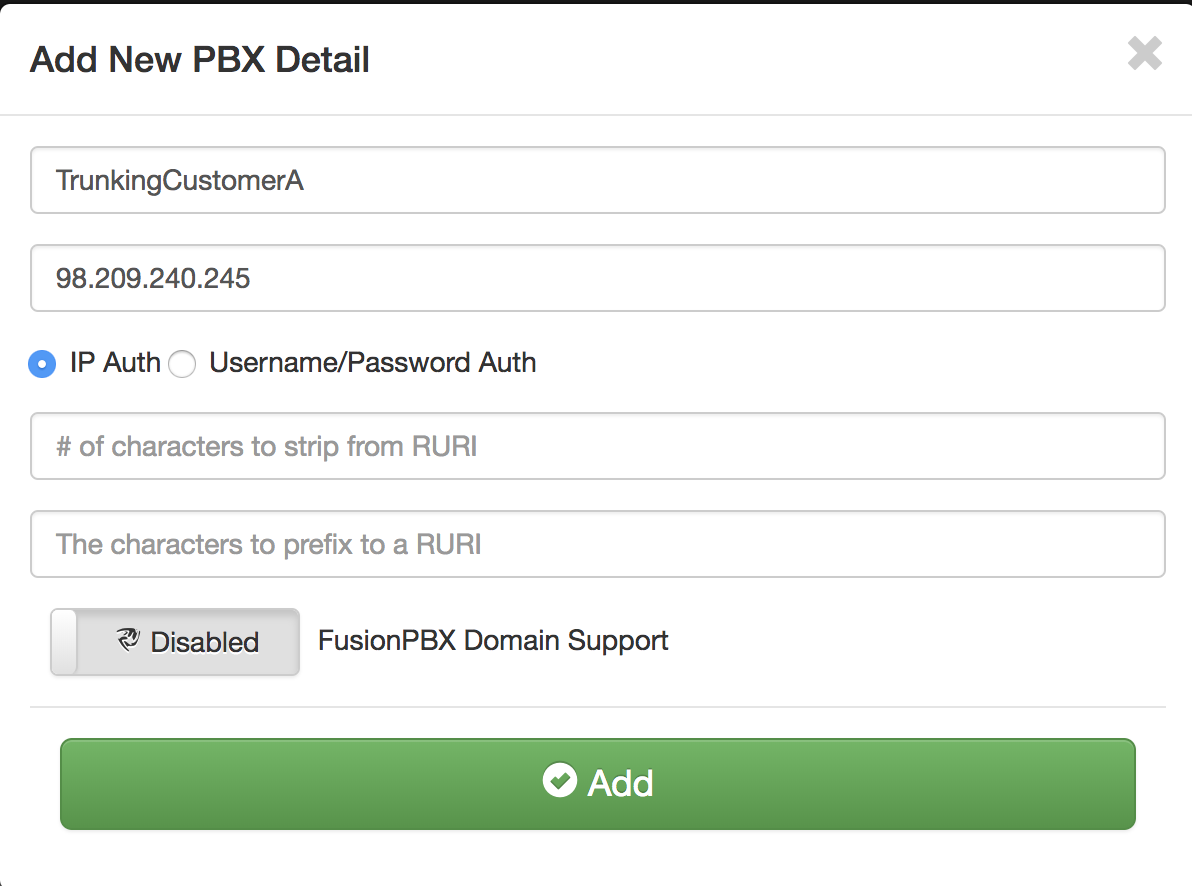 Add New PBX Detail
TrunkingCustomerA
98.209.240.245
IP Auth Username/Password Auth
# of characters to strip from RURI
The characters to prefix to a RURI
Disabled FusionPBX Domain Support
Add